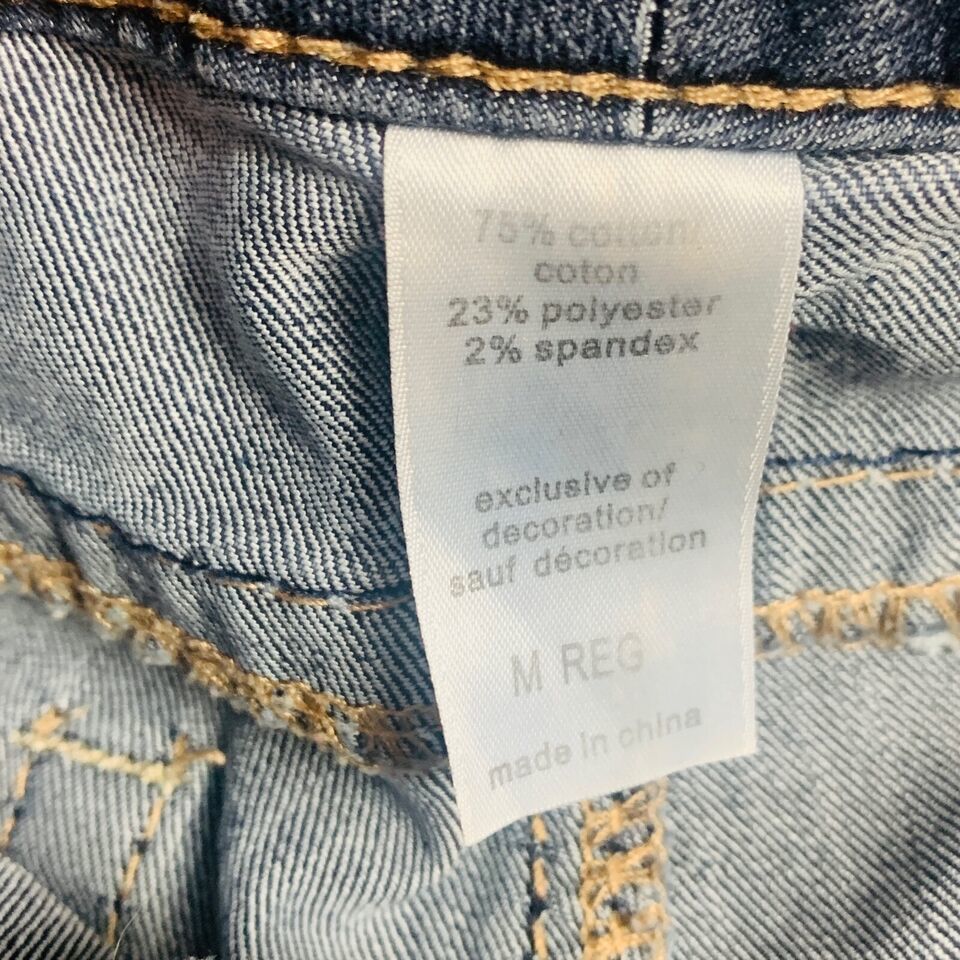 75% cotton
coton
23% polyester
2% spandex
exclusive of
decoration/
sauf décoration
M REG
made in china